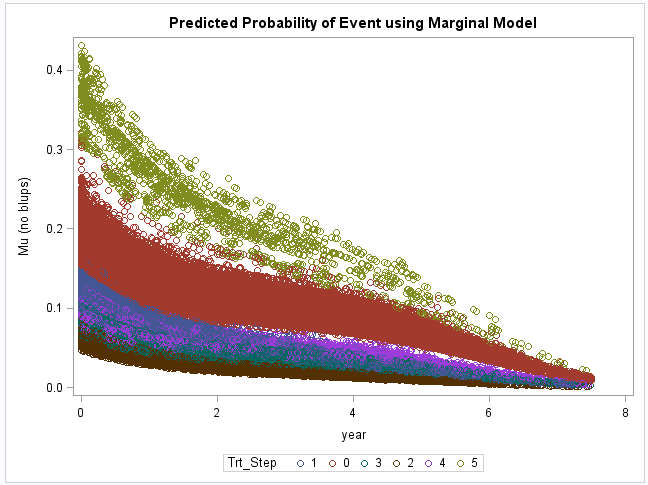 Predicted Probability of Event using Marginal Model
Mu (no blups)
0.4
0.3
0.2
0.1
0.0
0 2 4 6 8
year
Trt_Step 1 0 3 2 4 5